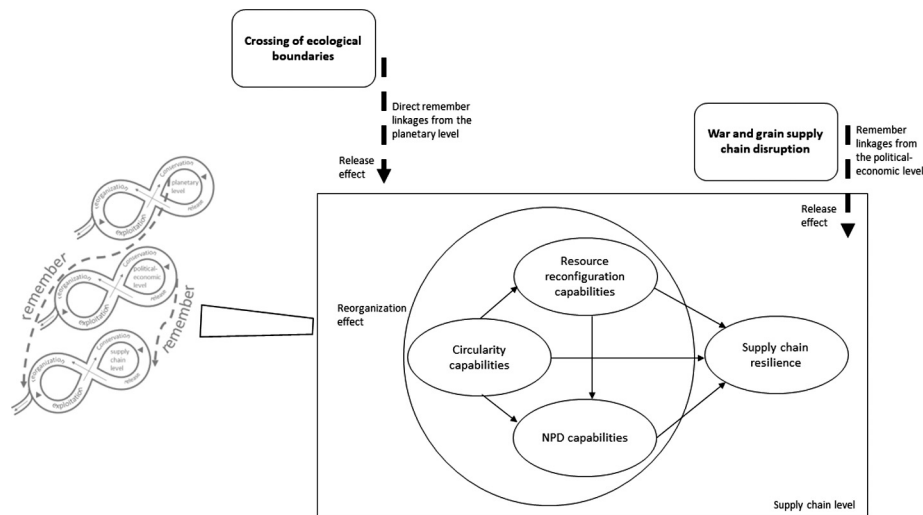 Crossing of ecological
boundaries
Direct remember
linkages from the
planetary level
Release
effect
War and grain supply
chain disruption
Remember
linkages from
the political-
economic level
Release
effect
reorganization
Conservation
planetary
level
exploitation
release
remember
reorganization
Conservation
political-
economic
level
exploitation
release
remember
reorganization
Conservation
supply
chain
level
exploitation
release
Reorganization
effect
Resource
reconfiguration
capabilities
Circularity
capabilities
NPD capabilities
Supply chain
resilience
Supply chain level